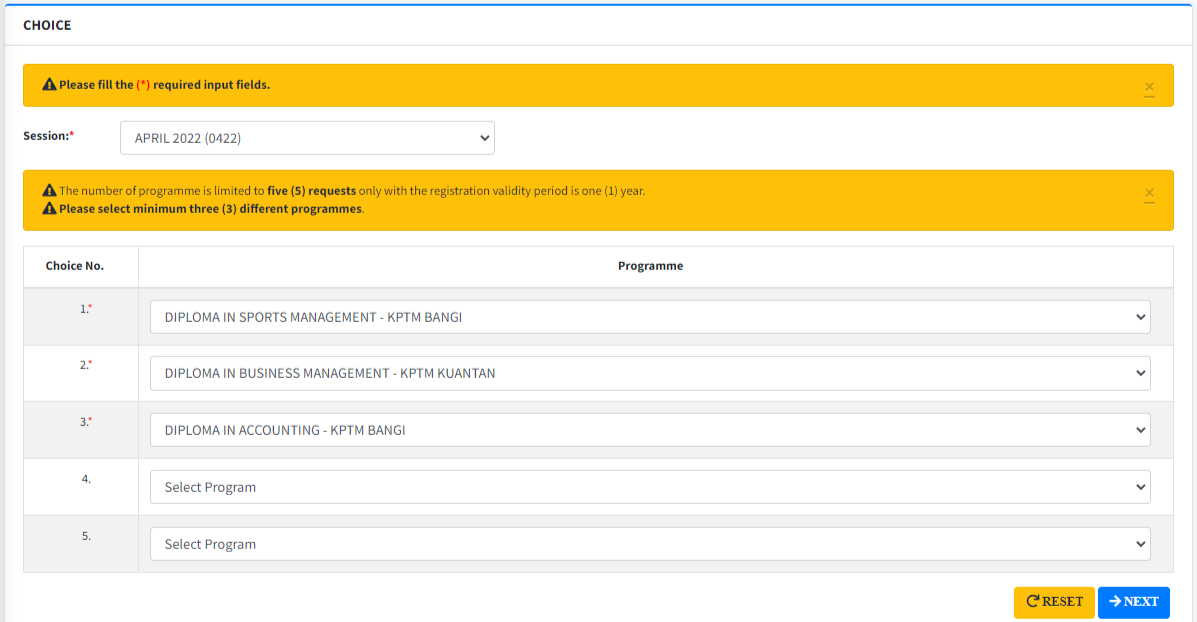 CHOICE
Please fill the (*) required input fields.
×
Session:*
APRIL 2022 (0422)
The number of programme is limited to five (5) requests only with the registration validity period is one (1) year.
×
Please select minimum three (3) different programmes.
Choice No.
Programme
1.*
DIPLOMA IN SPORTS MANAGEMENT - KPTM BANGI
2.*
DIPLOMA IN BUSINESS MANAGEMENT - KPTM KUANTAN
3.*
DIPLOMA IN ACCOUNTING - KPTM BANGI
4.
Select Program
5.
Select Program
RESET
NEXT